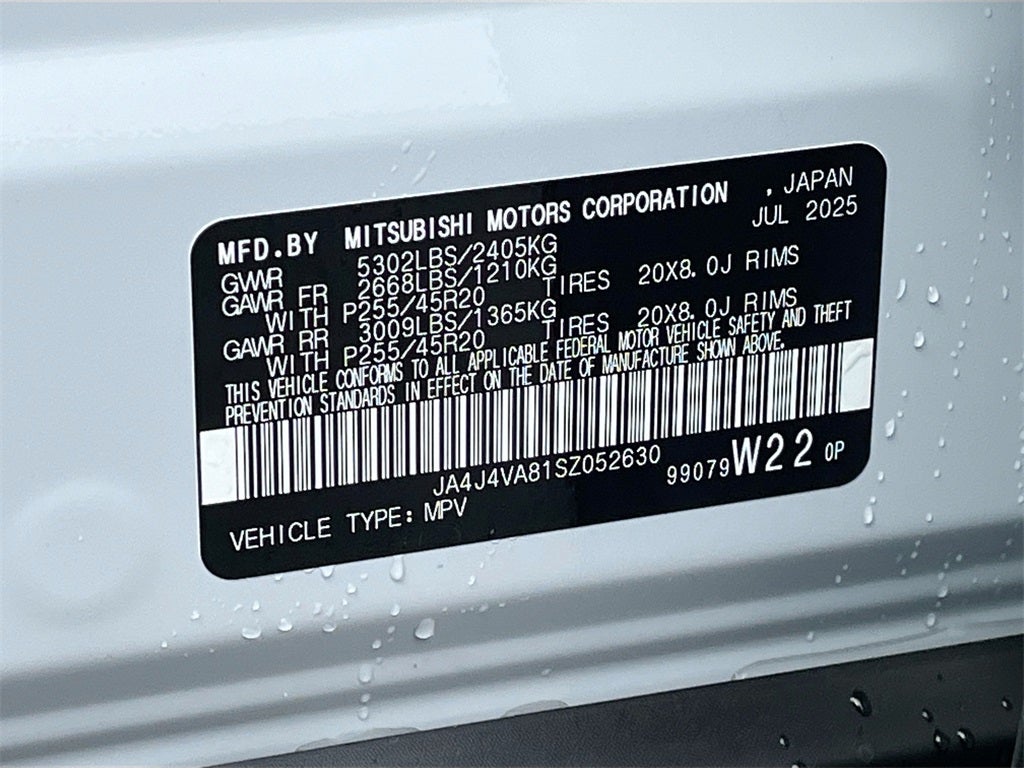 MFD.BY MITSUBISHI MOTORS CORPORATION , JAPAN
JUL 2025
GVWR 5302LBS/2405KG
GAWR FR 2668LBS/1210KG
WITH P255/45R20 TIRES 20X8.0J RIMS
GAWR RR 3009LBS/1365KG
WITH P255/45R20 TIRES 20X8.0J RIMS
THIS VEHICLE CONFORMS TO ALL APPLICABLE FEDERAL MOTOR VEHICLE SAFETY AND THEFT
PREVENTION STANDARDS IN EFFECT ON THE DATE OF MANUFACTURE SHOWN ABOVE.
JA4J4VA81SZ052630 99079 W22 0P
VEHICLE TYPE: MPV